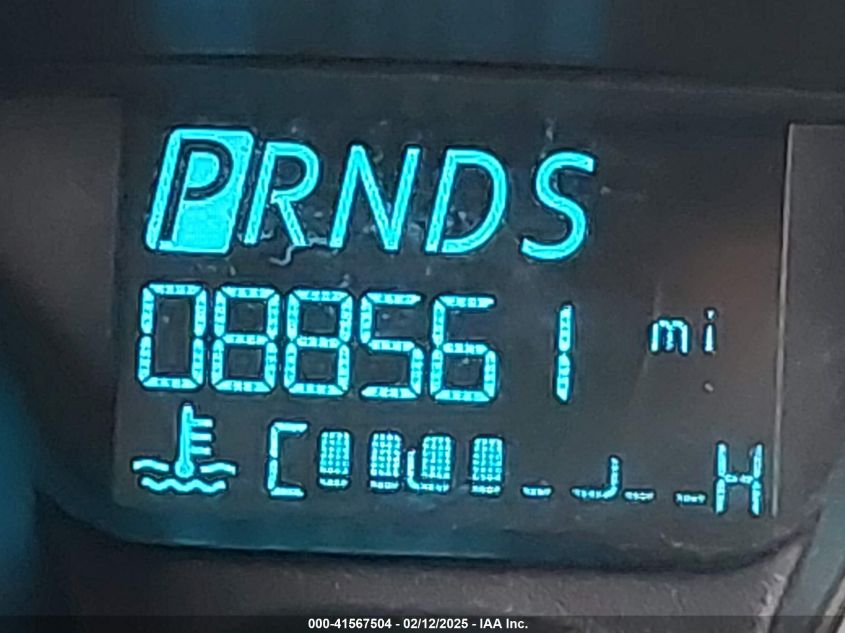 PRNDS
088561 mi
C H
000-41567504 - 02/12/2025 - IAA Inc.